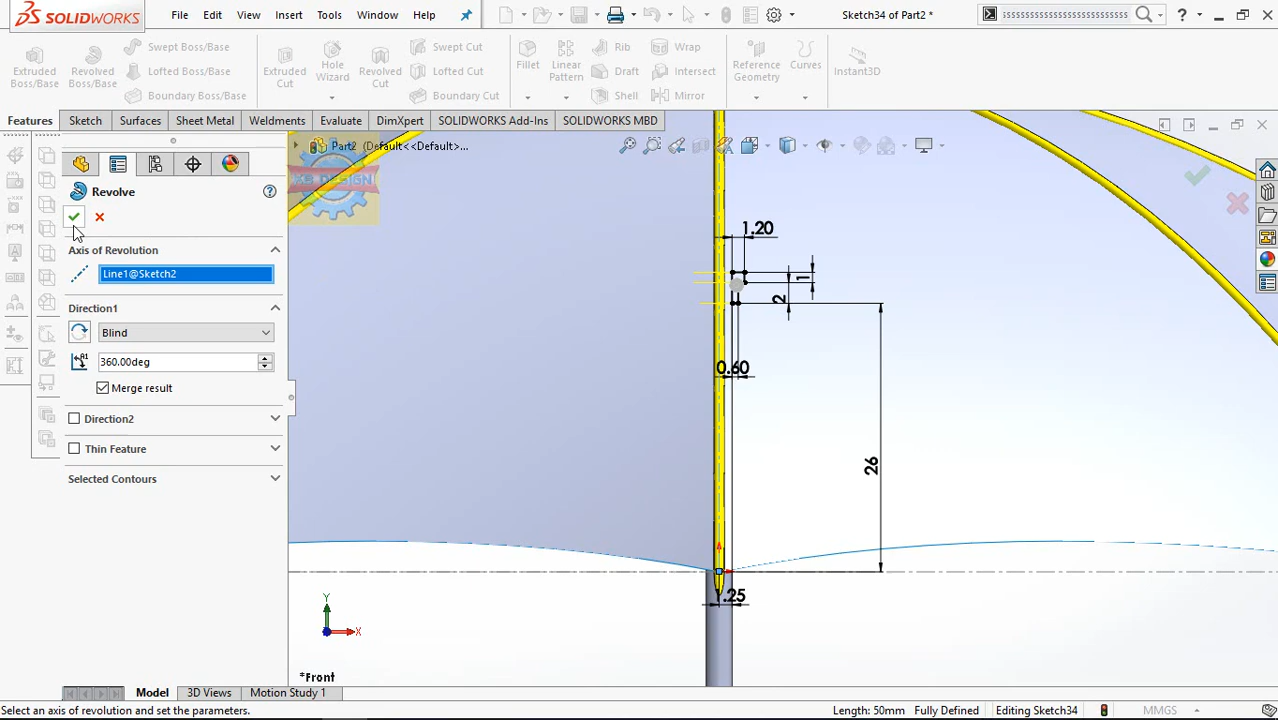 SOLIDWORKS
File
Edit
View
Insert
Tools
Window
Help
Sketch34 of Part2 *
Extruded Boss/Base
Revolved Boss/Base
Swept Boss/Base
Lofted Boss/Base
Boundary Boss/Base
Extruded Cut
Hole Wizard
Revolved Cut
Swept Cut
Lofted Cut
Boundary Cut
Fillet
Linear Pattern
Rib
Draft
Shell
Wrap
Intersect
Mirror
Reference Geometry
Curves
Instant3D
Features
Sketch
Surfaces
Sheet Metal
Weldments
Evaluate
DimXpert
SOLIDWORKS Add-Ins
SOLIDWORKS MBD
Part2 (Default<<Default>...
Revolve
Axis of Revolution
Line1@Sketch2
Direction1
Blind
360.00deg
Merge result
Direction2
Thin Feature
Selected Contours
1.20
1
2
0.60
26
1.25
Y
X
*Front
Model
3D Views
Motion Study 1
Select an axis of revolution and set the parameters.
Length: 50mm
Fully Defined
Editing Sketch34
MMGS